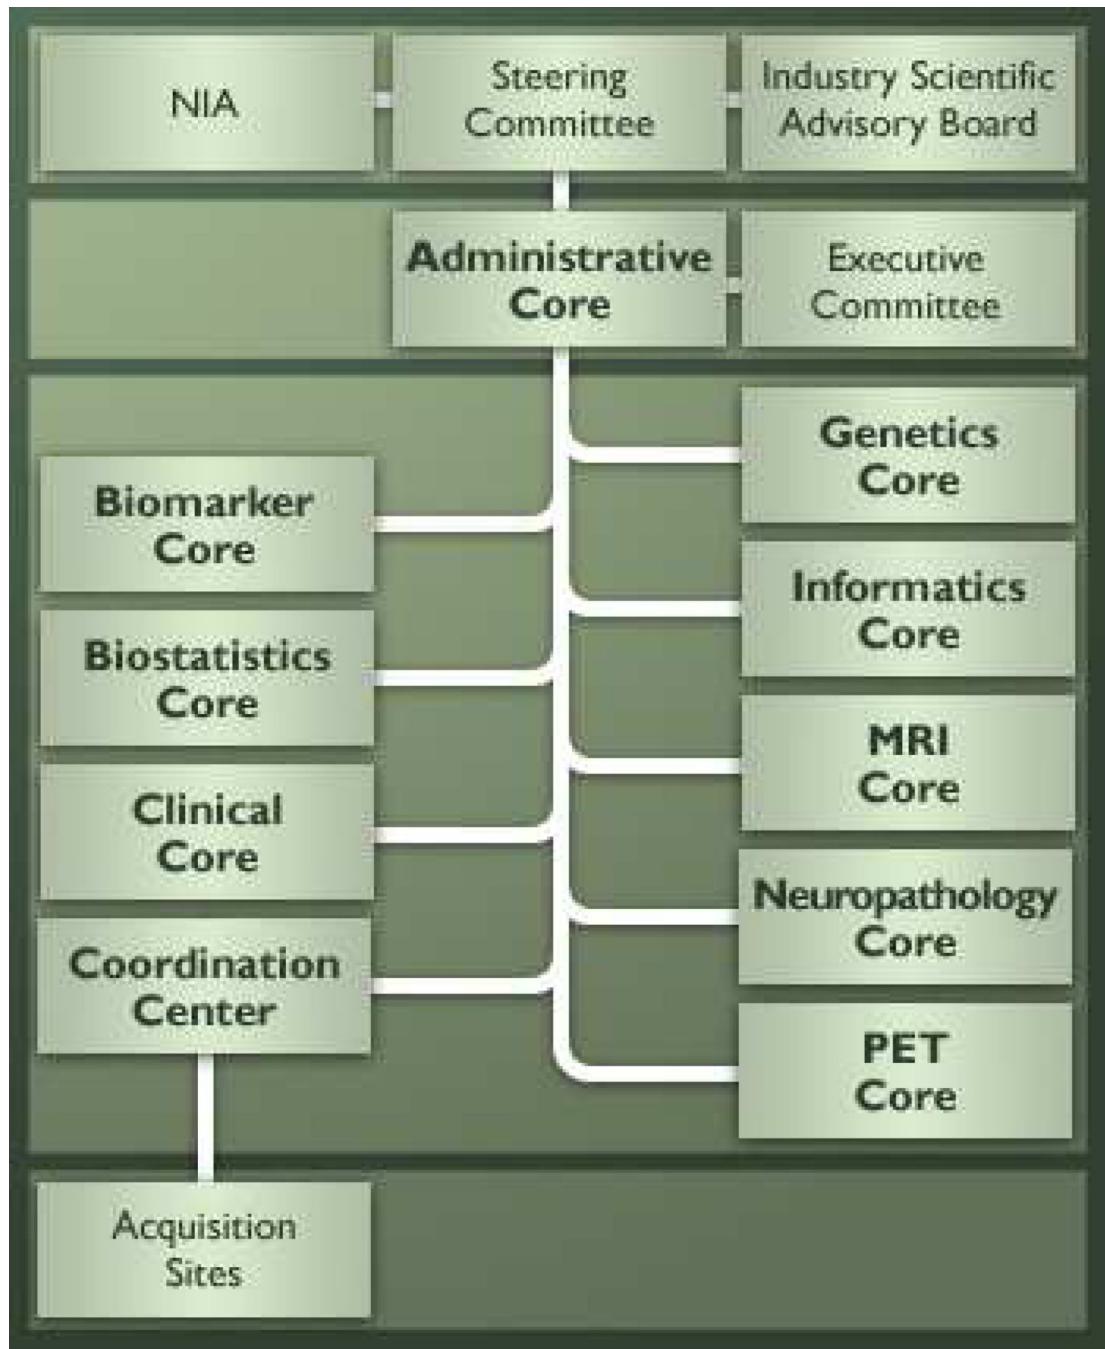 NIA
Steering
Committee
Industry Scientific
Advisory Board
Administrative
Core
Executive
Committee
Biomarker
Core
Biostatistics
Core
Clinical
Core
Coordination
Center
Genetics
Core
Informatics
Core
MRI
Core
Neuropathology
Core
PET
Core
Acquisition
Sites